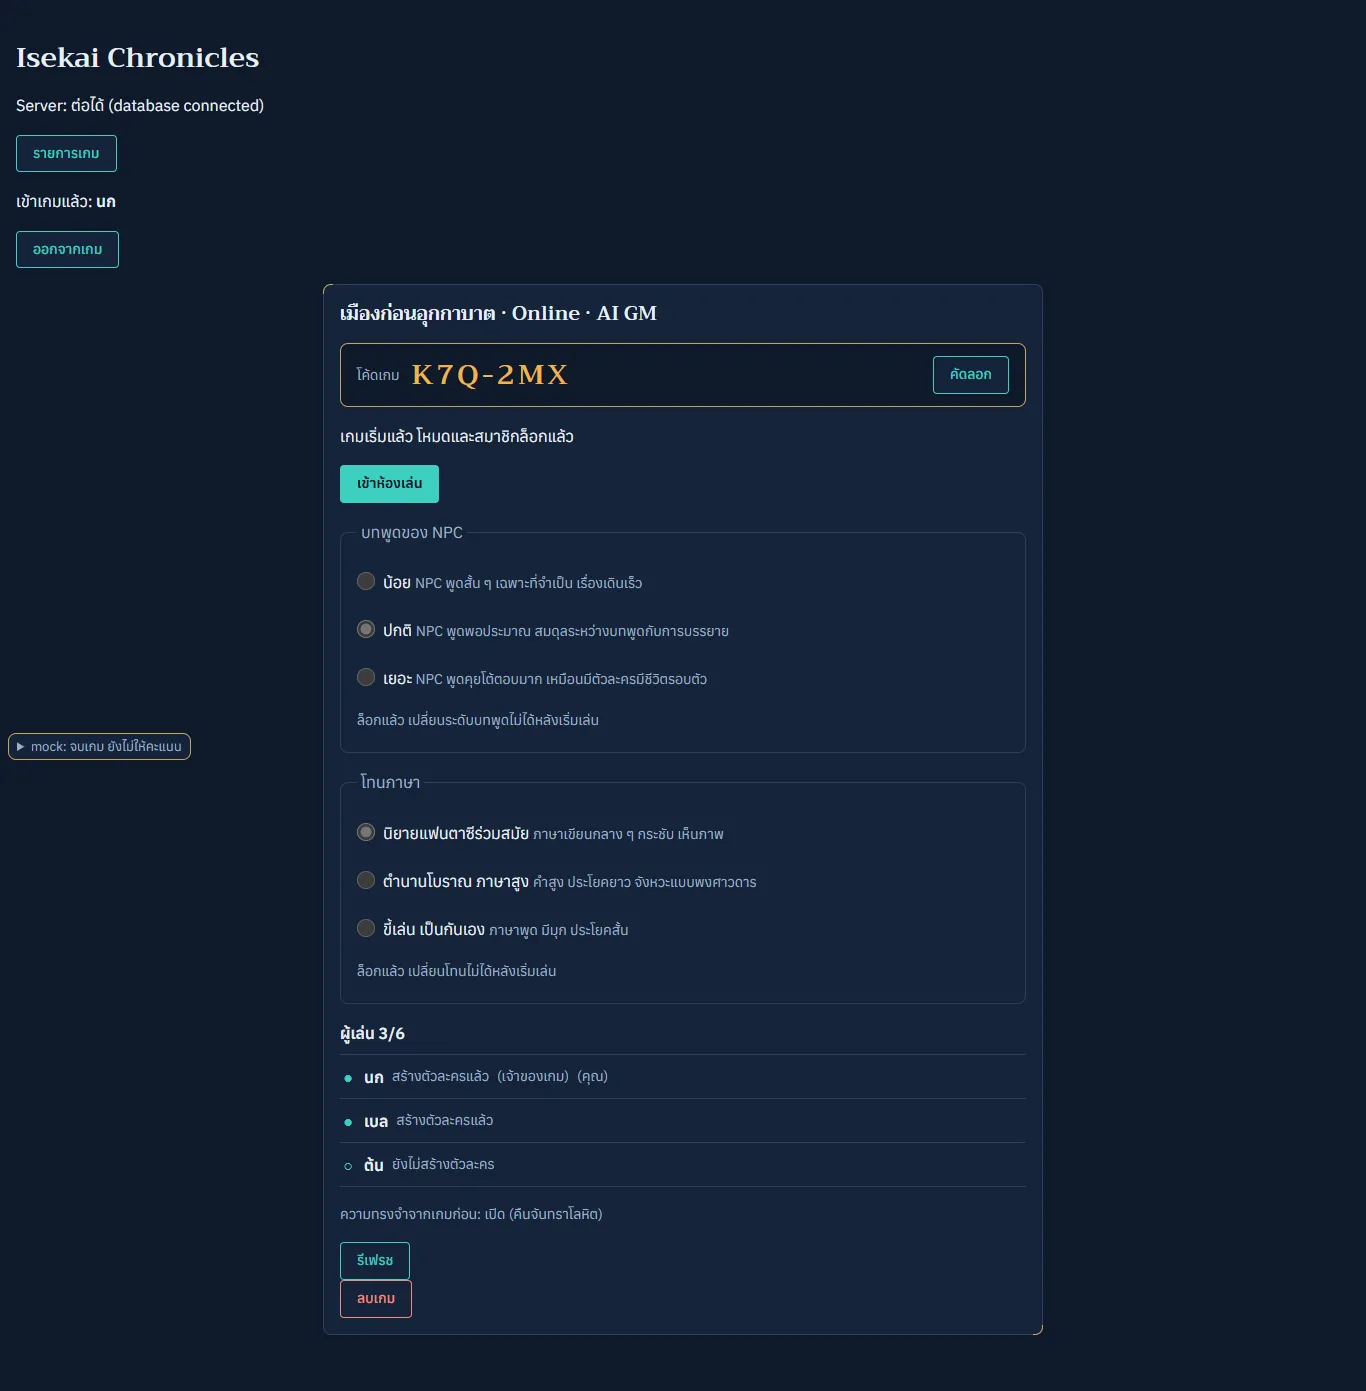 Isekai Chronicles
Server: ต่อได้ (database connected)
รายการเกม
เข้าเกมแล้ว: นก
ออกจากเกม
เมืองก่อนอุกกาบาต · Online · AI GM
โค้ดเกม K7Q-2MX คัดลอก
เกมเริ่มแล้ว โหมดและสมาชิกล็อกแล้ว
เข้าห้องเล่น
บทพูดของ NPC
น้อย NPC พูดสั้น ๆ เฉพาะที่จำเป็น เรื่องเดินเร็ว
ปกติ NPC พูดพอประมาณ สมดุลระหว่างบทพูดกับการบรรยาย
เยอะ NPC พูดคุยโต้ตอบมาก เหมือนมีตัวละครมีชีวิตรอบตัว
ล็อกแล้ว เปลี่ยนระดับบทพูดไม่ได้หลังเริ่มเล่น
mock: จบเกม ยังไม่ให้คะแนน
โทนภาษา
นิยายแฟนตาซีร่วมสมัย ภาษาเขียนกลาง ๆ กระชับ เห็นภาพ
ตำนานโบราณ ภาษาสูง คำสูง ประโยคยาว จังหวะแบบพงศาวดาร
ขี้เล่น เป็นกันเอง ภาษาพูด มีมุก ประโยคสั้น
ล็อกแล้ว เปลี่ยนโทนไม่ได้หลังเริ่มเล่น
ผู้เล่น 3/6
นก สร้างตัวละครแล้ว (เจ้าของเกม) (คุณ)
เบล สร้างตัวละครแล้ว
ต้น ยังไม่สร้างตัวละคร
ความทรงจำจากเกมก่อน: เปิด (คืนจันทราโลหิต)
รีเฟรช
ลบเกม